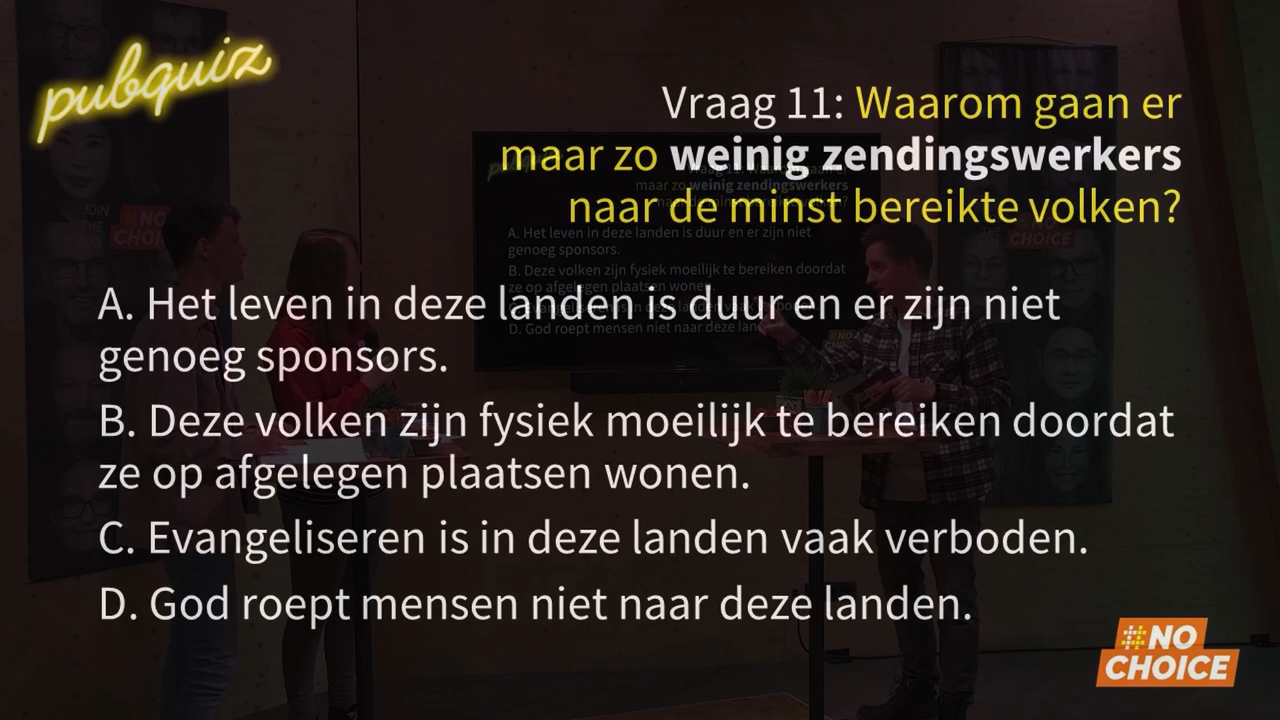 pubquiz
Vraag 11: Waarom gaan er
maar zo weinig zendingswerkers
naar de minst bereikte volken?
A. Het leven in deze landen is duur en er zijn niet
genoeg sponsors.
B. Deze volken zijn fysiek moeilijk te bereiken doordat
ze op afgelegen plaatsen wonen.
C. Evangeliseren is in deze landen vaak verboden.
D. God roept mensen niet naar deze landen.
#NO
CHOICE